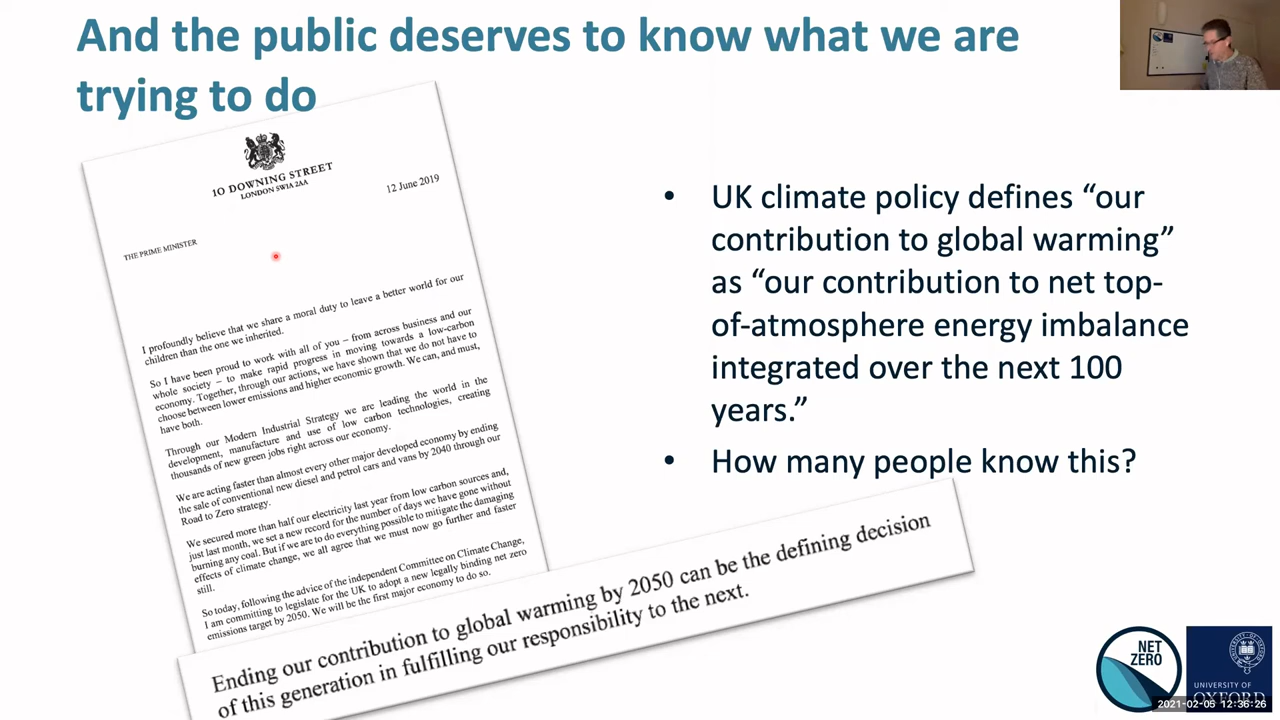 And the public deserves to know what we are
trying to do
10 DOWNING STREET
LONDON SW1A 2AA
12 June 2019
THE PRIME MINISTER
I profoundly believe that we share a moral duty to leave a better world for our
children than the one we inherited.
So I have been proud to work with all of you – from across business and our
whole society – to make rapid progress in moving towards a low-carbon
economy. Together, through our actions, we have shown that we do not have to
choose between lower emissions and higher economic growth. We can, and must,
have both.
Through our Modern Industrial Strategy we are leading the world in the
development, manufacture and use of low carbon technologies, creating
thousands of new green jobs right across our economy.
We are acting faster than almost every other major developed economy by ending
the sale of conventional new diesel and petrol cars and vans by 2040 through our
Road to Zero strategy.
We secured more than half our electricity last year from low carbon sources and,
just last month, we set a new record for the number of days we have gone without
burning any coal. But if we are to do everything possible to mitigate the damaging
effects of climate change, we all agree that we must now go further and faster
still.
So today, following the advice of the independent Committee on Climate Change,
I am committing to legislate for the UK to adopt a new legally binding net zero
emissions target by 2050. We will be the first major economy to do so.
Ending our contribution to global warming by 2050 can be the defining decision
of this generation in fulfilling our responsibility to the next.
• UK climate policy defines “our
contribution to global warming”
as “our contribution to net top-
of-atmosphere energy imbalance
integrated over the next 100
years.”
• How many people know this?
NET
ZERO
UNIVERSITY OF
OXFORD
2021-02-05 12:36:26